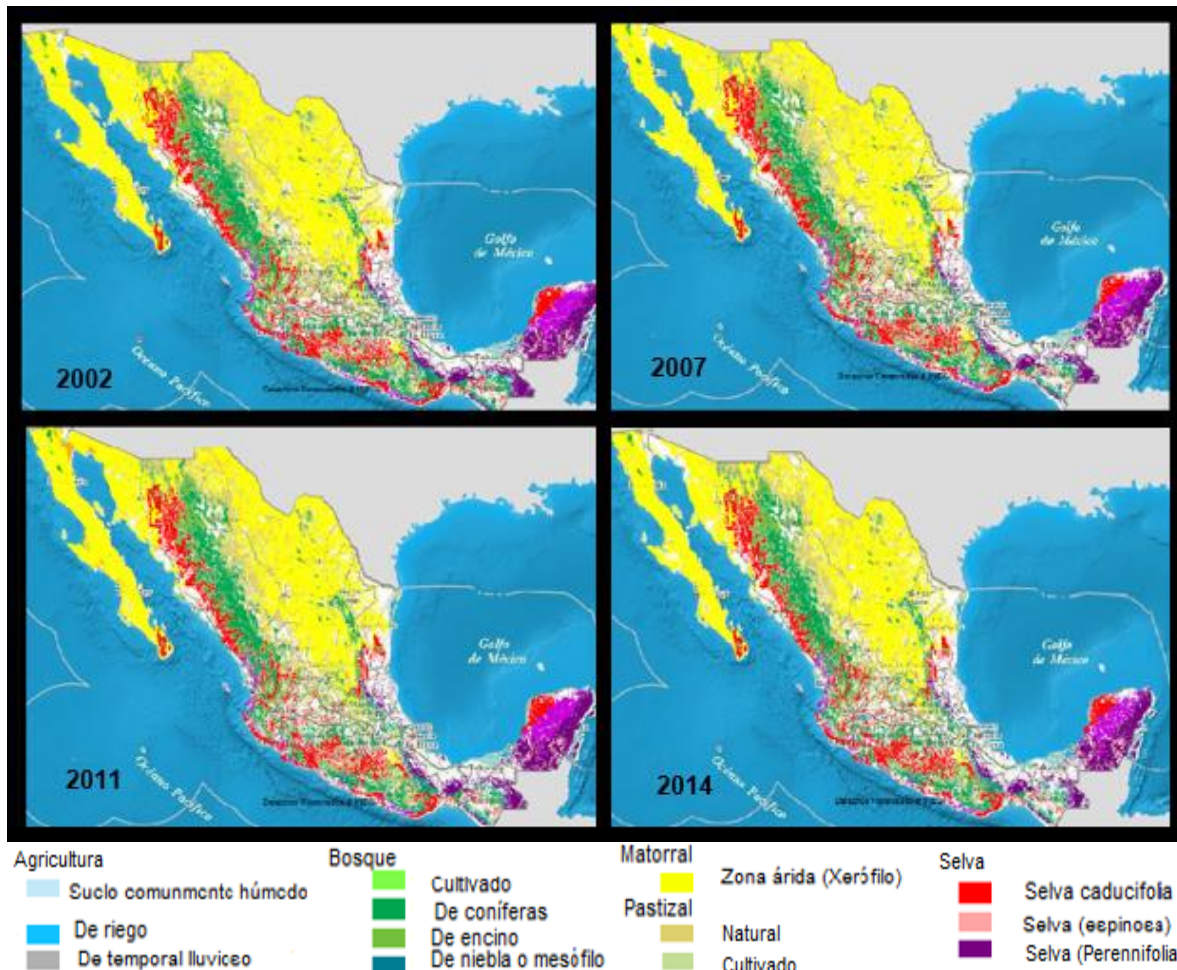 Golfo
de México
Océano Pacífico
2002
Golfo
de México
Océano Pacífico
2007
Golfo
de México
Océano Pacífico
2011
Golfo
de México
Océano Pacífico
2014
Agricultura
Suelo comunmente húmedo
De riego
De temporal lluvioso
Bosque
Cultivado
De coníferas
De encino
De niebla o mesófilo
Matorral
Zona árida (Xerófilo)
Pastizal
Natural
Cultivado
Selva
Selva caducifolia
Selva (espinosa)
Selva (Perennifolia